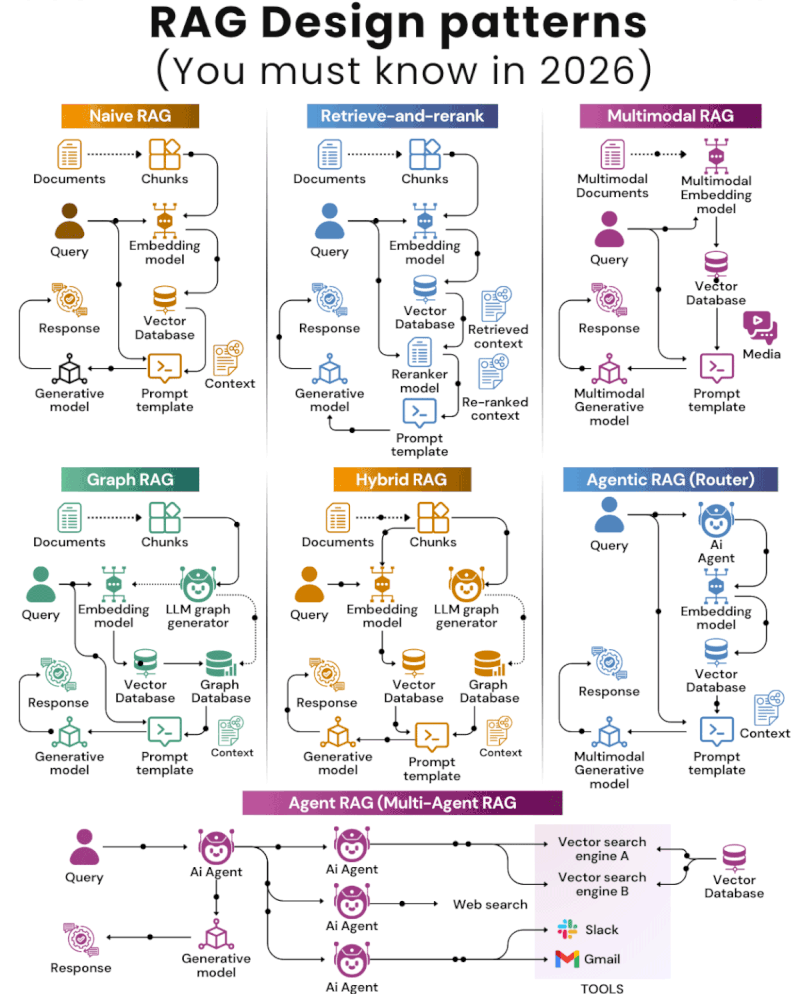 RAG Design patterns
(You must know in 2026)
Naive RAG
Documents
Chunks
Query
Embedding
model
Response
Vector
Database
Context
Generative
model
Prompt
template
Retrieve-and-rerank
Documents
Chunks
Query
Embedding
model
Response
Vector
Database
Retrieved
context
Generative
model
Reranker
model
Re-ranked
context
Prompt
template
Multimodal RAG
Multimodal
Documents
Multimodal
Embedding
model
Query
Vector
Database
Response
Media
Multimodal
Generative
model
Prompt
template
Graph RAG
Documents
Chunks
Query
Embedding
model
LLM graph
generator
Response
Vector
Database
Graph
Database
Generative
model
Prompt
template
Context
Hybrid RAG
Documents
Chunks
Query
Embedding
model
LLM graph
generator
Response
Vector
Database
Graph
Database
Generative
model
Prompt
template
Context
Agentic RAG (Router)
Query
Ai
Agent
Embedding
model
Response
Vector
Database
Context
Multimodal
Generative
model
Prompt
template
Agent RAG (Multi-Agent RAG
Query
Ai Agent
Ai Agent
Vector search
engine A
Vector search
engine B
Vector
Database
Ai Agent
Web search
Response
Generative
model
Ai Agent
Slack
Gmail
TOOLS